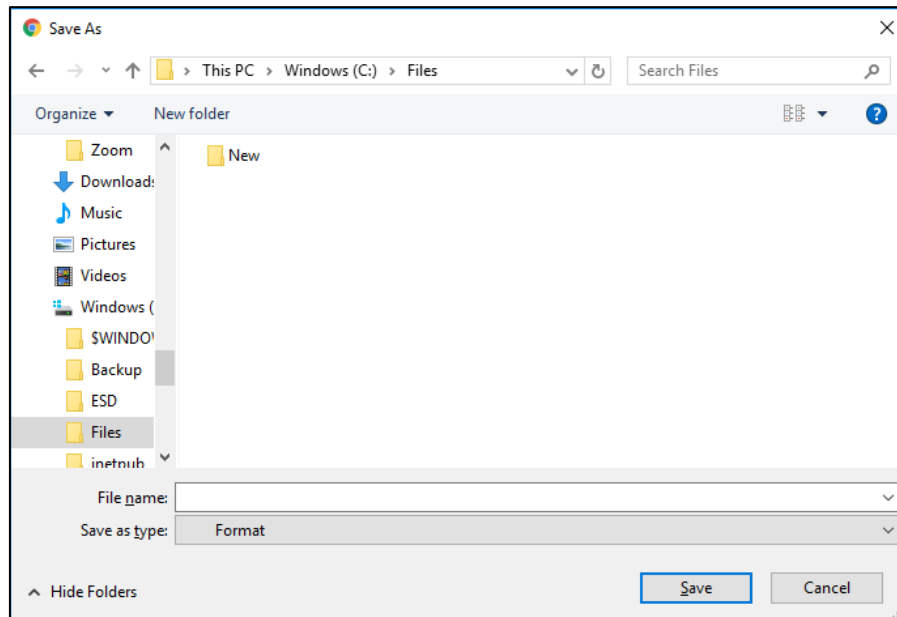 Save As
This PC > Windows (C:) > Files
Search Files
Organize
New folder
?
Zoom
New
Downloads
Music
Pictures
Videos
Windows (
$WINDOW
Backup
ESD
Files
inetpub
File name:
Save as type: Format
Hide Folders
Save
Cancel